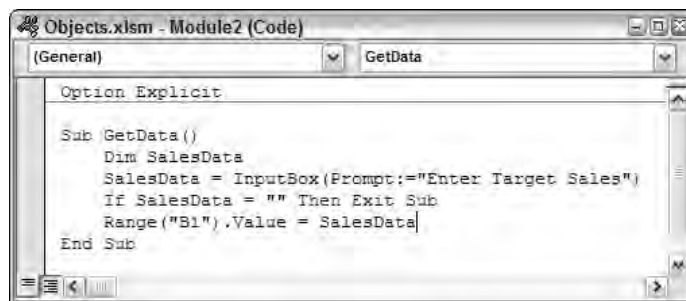 Objects.xlsm - Module2 (Code)
(General) GetData
Option Explicit
Sub GetData()
Dim SalesData
SalesData = InputBox(Prompt:="Enter Target Sales")
If SalesData = "" Then Exit Sub
Range("B1").Value = SalesData
End Sub